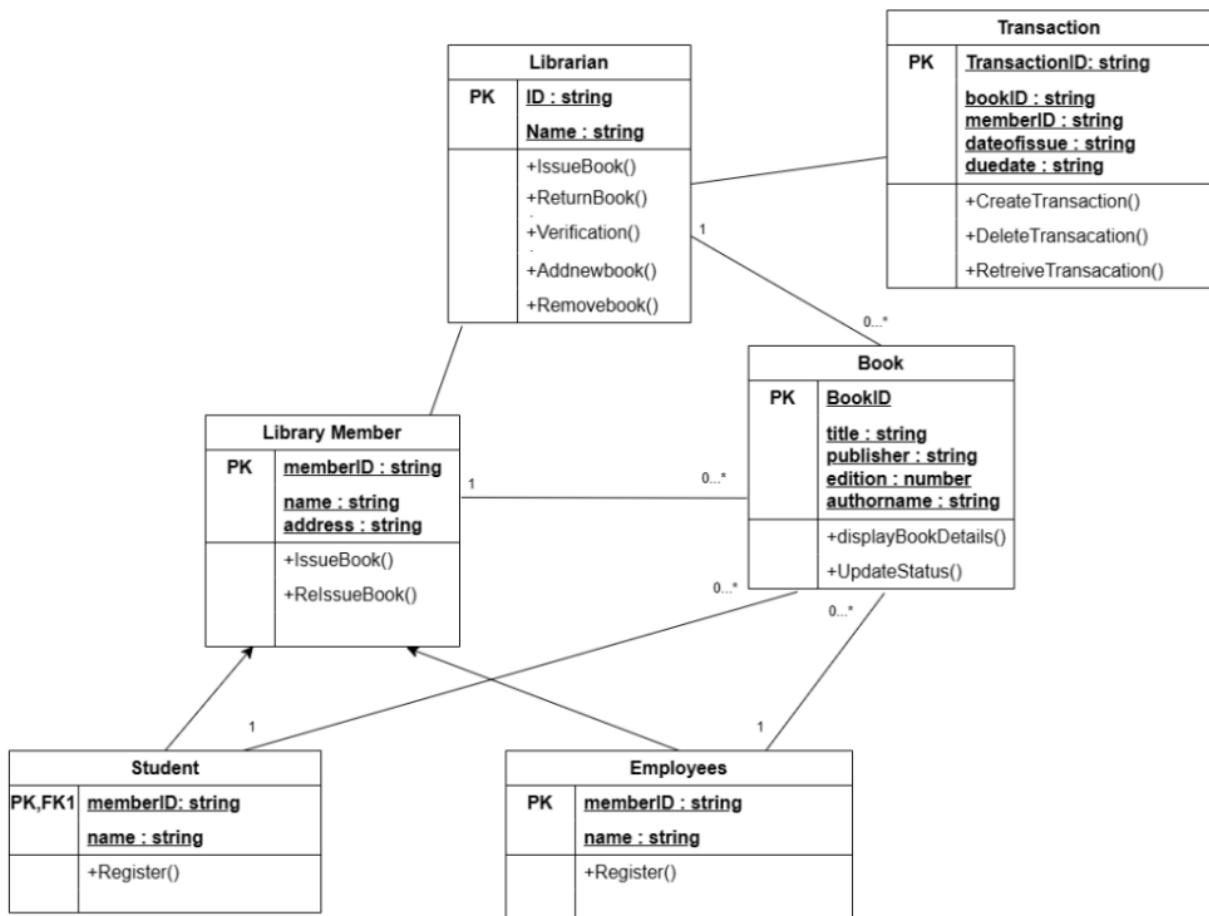 Transaction
PK
TransactionID: string
bookID : string
memberID : string
dateofissue : string
duedate : string
+CreateTransaction()
+DeleteTransacation()
+RetreiveTransacation()
Librarian
PK
ID : string
Name : string
+IssueBook()
+ReturnBook()
+Verification()
+Addnewbook()
+Removebook()
1
0...*
Book
PK
BookID
title : string
publisher : string
edition : number
authorname : string
+displayBookDetails()
+UpdateStatus()
Library Member
PK
memberID : string
name : string
address : string
+IssueBook()
+ReIssueBook()
1
0...*
0...*
0...*
1
1
Student
PK,FK1
memberID: string
name : string
+Register()
Employees
PK
memberID : string
name : string
+Register()